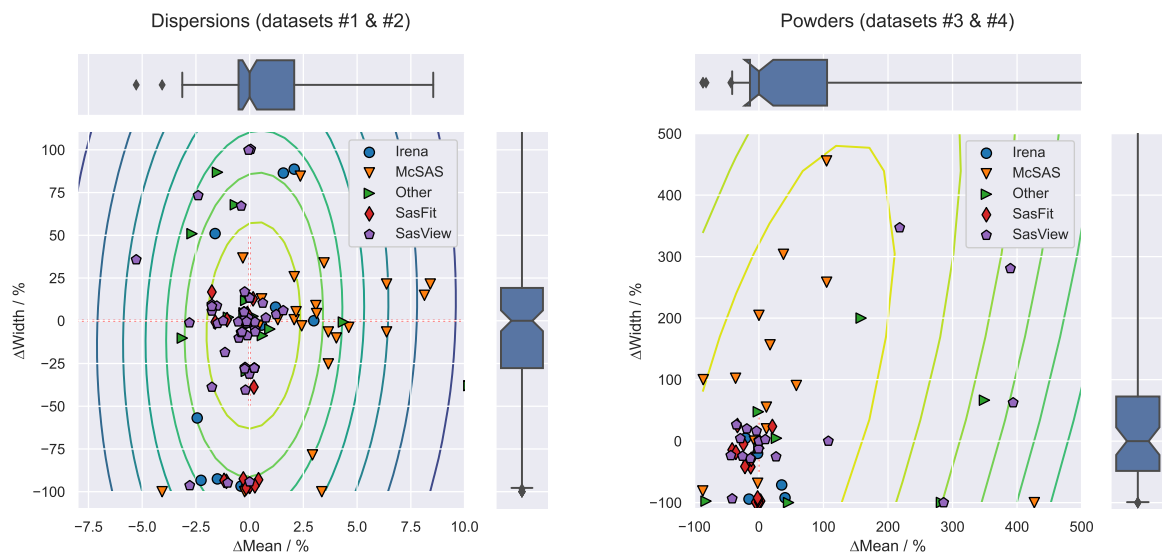 Dispersions (datasets #1 & #2)
Powders (datasets #3 & #4)
100
75
50
25
0
−25
−50
−75
−100
ΔWidth / %
Irena
McSAS
Other
SasFit
SasView
−7.5
−5.0
−2.5
0.0
2.5
5.0
7.5
10.0
ΔMean / %
500
400
300
200
100
0
−100
ΔWidth / %
Irena
McSAS
Other
SasFit
SasView
−100
0
100
200
300
400
500
ΔMean / %